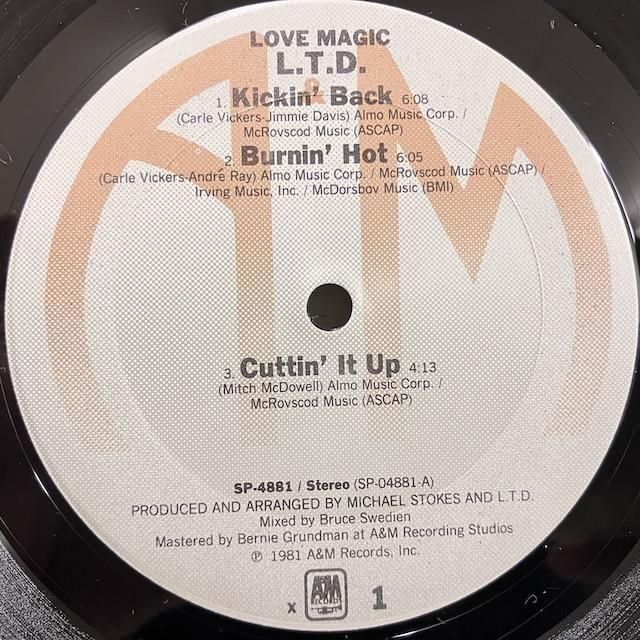 LOVE MAGIC
L.T.D.
1. Kickin' Back 6:08
(Carle Vickers-Jimmie Davis) Almo Music Corp. /
McRovscod Music (ASCAP)
2. Burnin' Hot 6:05
(Carle Vickers-André Ray) Almo Music Corp. / McRovscod Music (ASCAP) /
Irving Music, Inc. / McDorsbov Music (BMI)
3. Cuttin' It Up 4:13
(Mitch McDowell) Almo Music Corp. /
McRovscod Music (ASCAP)
SP-4881 / Stereo (SP-04881-A)
PRODUCED AND ARRANGED BY MICHAEL STOKES AND L.T.D.
Mixed by Bruce Swedien
Mastered by Bernie Grundman at A&M Recording Studios
℗ 1981 A&M Records, Inc.
x A&M RECORDS 1